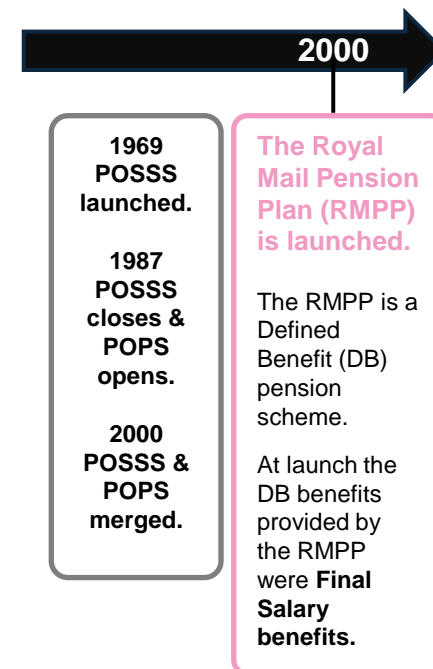 2000
1969
POSSS
launched.
1987
POSSS
closes &
POPS
opens.
2000
POSSS &
POPS
merged.
The Royal
Mail Pension
Plan (RMPP)
is launched.
The RMPP is a
Defined
Benefit (DB)
pension
scheme.
At launch the
DB benefits
provided by
the RMPP
were Final
Salary
benefits.